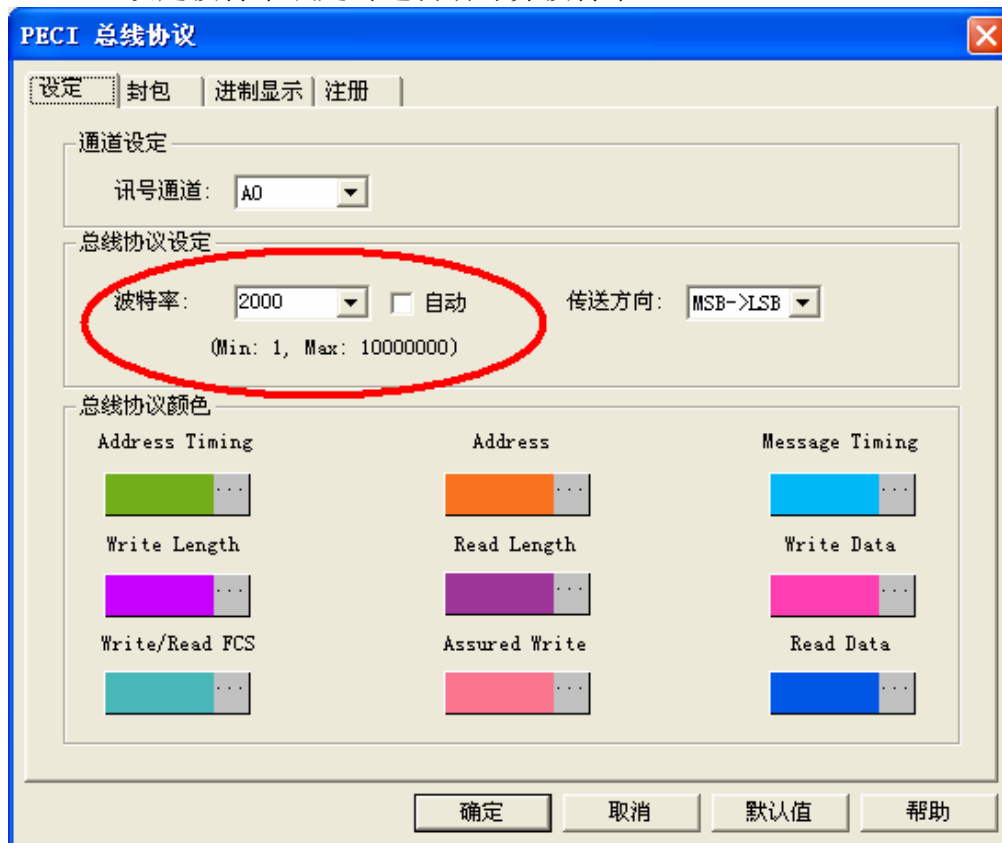 PECI 总线协议
设定 封包 进制显示 注册
通道设定
讯号通道: A0
总线协议设定
波特率: 2000 自动 传送方向: MSB->LSB
(Min: 1, Max: 10000000)
总线协议颜色
Address Timing Address Message Timing
... ... ...
Write Length Read Length Write Data
... ... ...
Write/Read FCS Assured Write Read Data
... ... ...
确定 取消 默认值 帮助